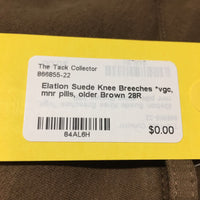 The Tack Collector
866855-22
Elation Suede Knee Breeches *vgc,
mnr pills, older Brown 28R
84AL6H
$0.00